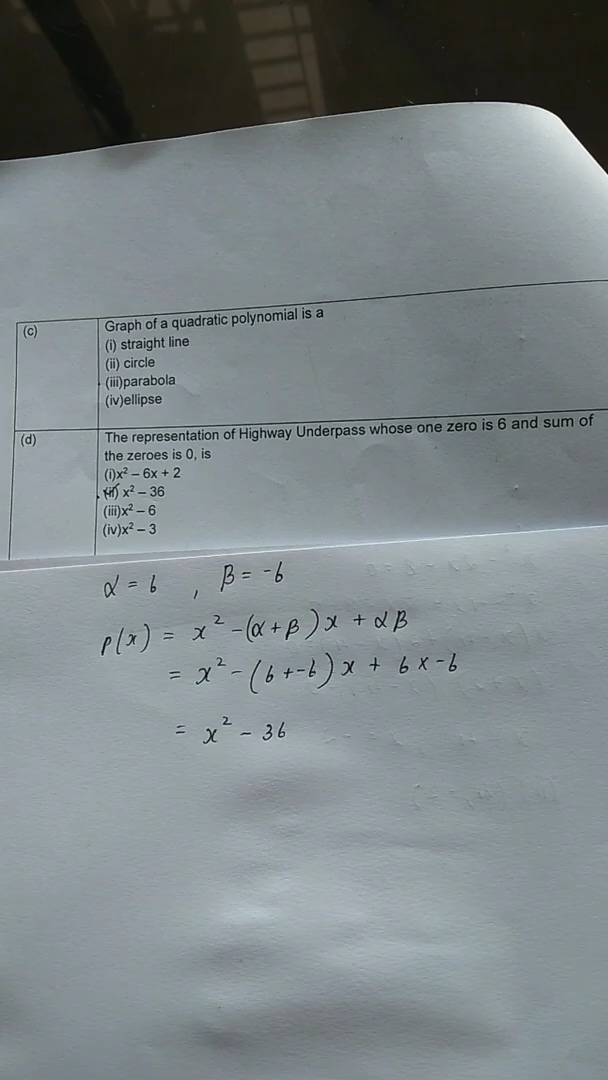 (c)
Graph of a quadratic polynomial is a
(i) straight line
(ii) circle
(iii)parabola
(iv)ellipse
(d)
The representation of Highway Underpass whose one zero is 6 and sum of
the zeroes is 0, is
(i)x² – 6x + 2
(ii) x² – 36
(iii)x² – 6
(iv)x² – 3
α = 6 , β = -6
p(x) = x² -(α+β)x + αβ
= x² - (6+-6)x + 6x-6
= x² - 36